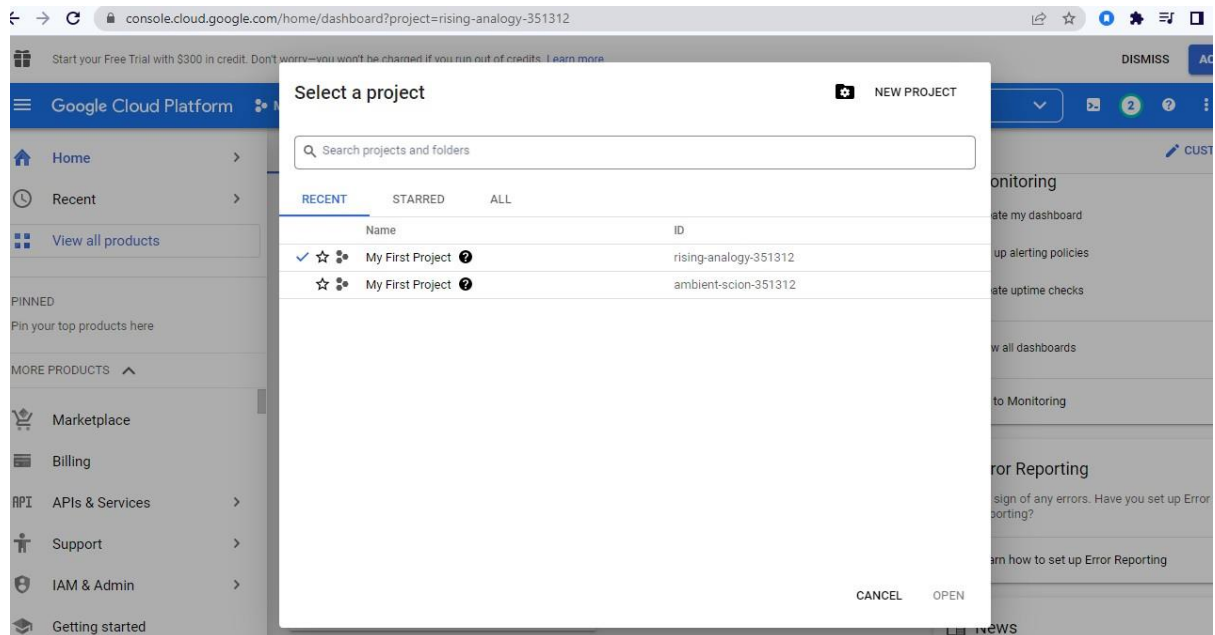 console.cloud.google.com/home/dashboard?project=rising-analogy-351312
Start your Free Trial with $300 in credit. Don't worry—you won't be charged if you run out of credits. Learn more
DISMISS
Google Cloud Platform
2
Select a project
NEW PROJECT
Search projects and folders
RECENT STARRED ALL
Name ID
My First Project rising-analogy-351312
My First Project ambient-scion-351312
CANCEL OPEN
Home
Recent
View all products
PINNED
Pin your top products here
MORE PRODUCTS
Marketplace
Billing
API APIs & Services
Support
IAM & Admin
Getting started
CUST
onitoring
ate my dashboard
up alerting policies
ate uptime checks
w all dashboards
to Monitoring
ror Reporting
sign of any errors. Have you set up Error
porting?
arn how to set up Error Reporting
News